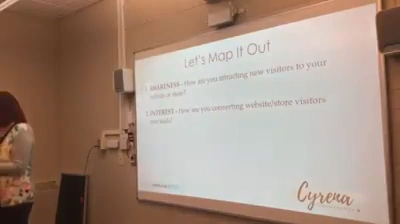 Let's Map It Out
1. AWARENESS - How are you attracting new visitors to your
website or store?
2. INTEREST - How are you converting website/store visitors
into leads?
Cyrena